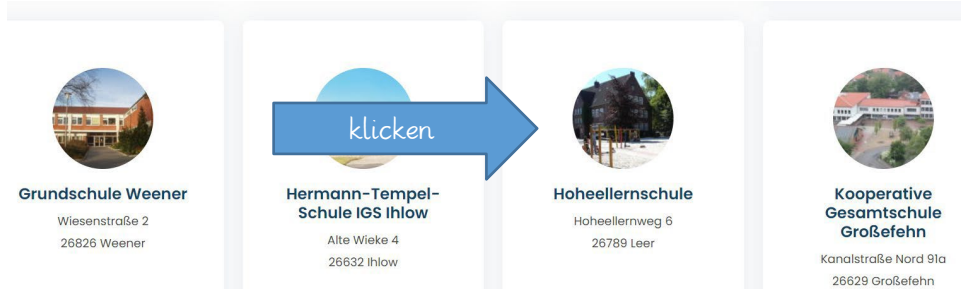 klicken
Grundschule Weener
Wiesenstraße 2
26826 Weener
Hermann-Tempel-
Schule IGS Ihlow
Alte Wieke 4
26632 Ihlow
Hoheellernschule
Hoheellernweg 6
26789 Leer
Kooperative
Gesamtschule
Großefehn
Kanalstraße Nord 91a
26629 Großefehn